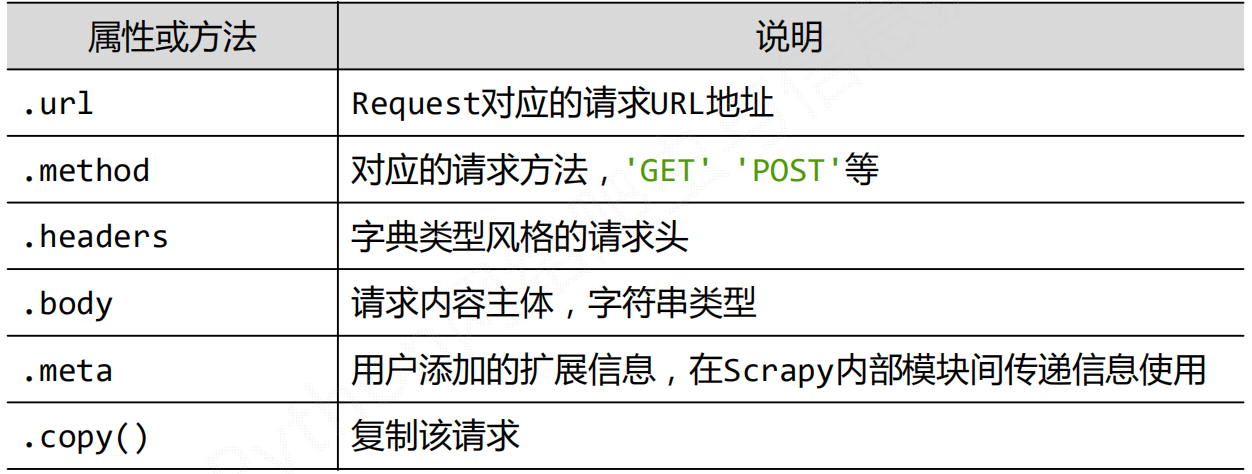 属性或方法 说明
.url Request对应的请求URL地址
.method 对应的请求方法，'GET' 'POST'等
.headers 字典类型风格的请求头
.body 请求内容主体，字符串类型
.meta 用户添加的扩展信息，在Scrapy内部模块间传递信息使用
.copy() 复制该请求